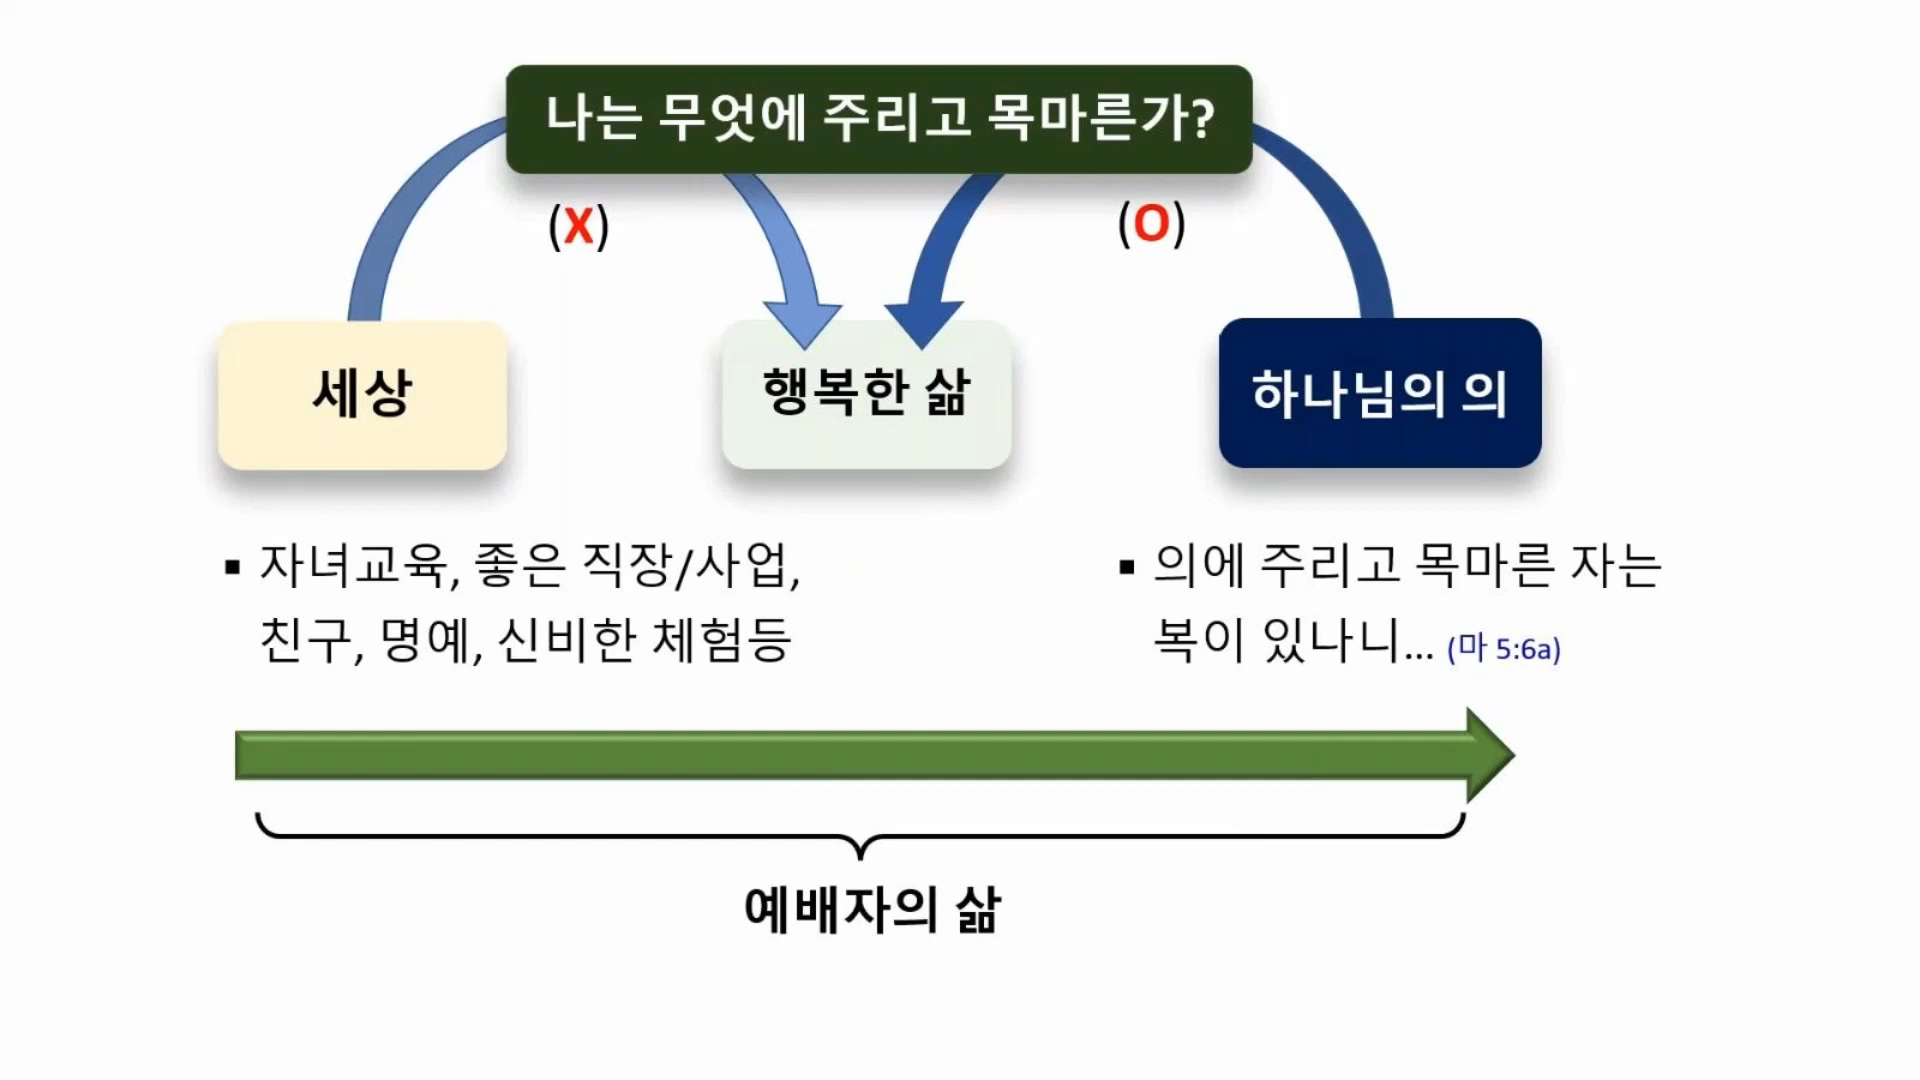 나는 무엇에 주리고 목마른가?
(X)
(O)
세상
행복한 삶
하나님의 의
▪ 자녀교육, 좋은 직장/사업,
친구, 명예, 신비한 체험등
▪ 의에 주리고 목마른 자는
복이 있나니... (마 5:6a)
예배자의 삶